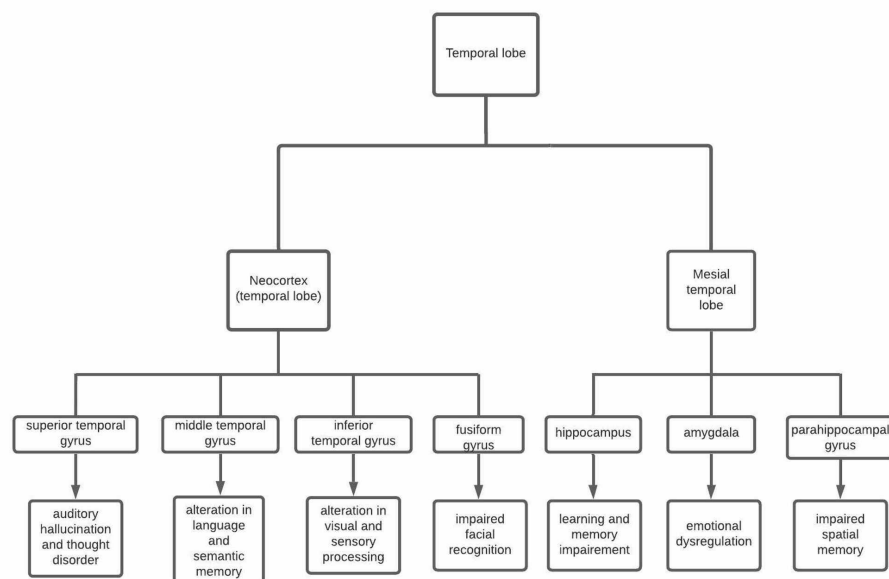 Temporal lobe
Neocortex
(temporal lobe)
Mesial
temporal
lobe
superior temporal
gyrus
middle temporal
gyrus
inferior
temporal gyrus
fusiform
gyrus
hippocampus
amygdala
parahippocampal
gyrus
auditory
hallucination
and thought
disorder
alteration in
language
and
semantic
memory
alteration in
visual and
sensory
processing
impaired
facial
recognition
learning and
memory
impairement
emotional
dysregulation
impaired
spatial
memory